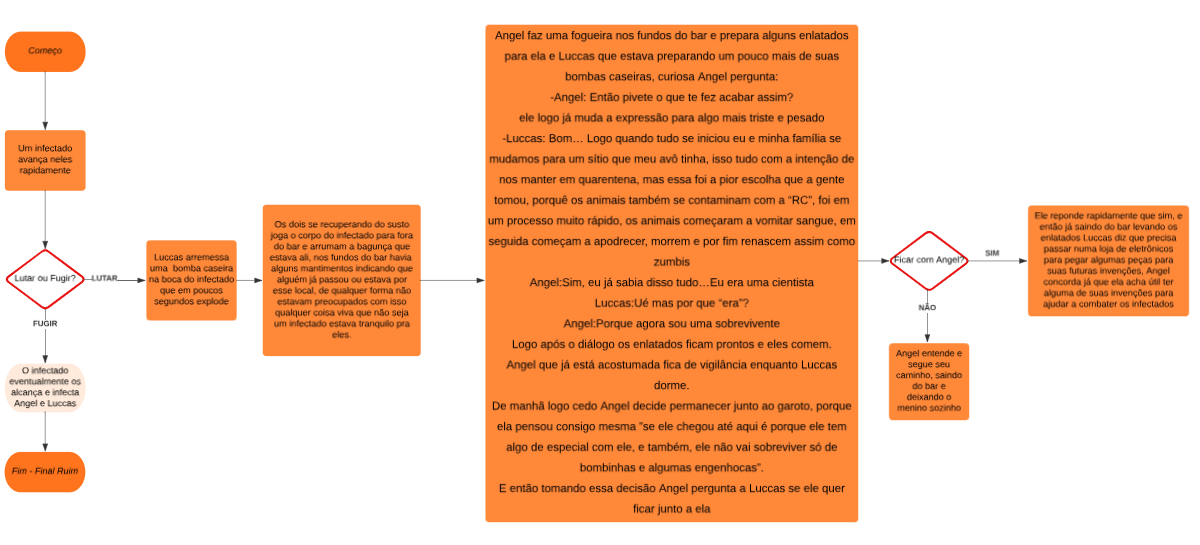 Começo
Um infectado
avança neles
rapidamente
Lutar ou Fugir?
LUTAR
FUGIR
O infectado
eventualmente os
alcança e infecta
Angel e Luccas
Fim - Final Ruim
Luccas arremessa
uma bomba caseira
na boca do infectado
que em poucos
segundos explode
Os dois se recuperando do susto
joga o corpo do infectado para fora
do bar e arrumam a bagunça que
estava ali, nos fundos do bar havia
alguns mantimentos indicando que
alguém já passou ou estava por
esse local, de qualquer forma não
estavam preocupados com isso
qualquer coisa viva que não seja
um infectado estava tranquilo pra
eles.
Angel faz uma fogueira nos fundos do bar e prepara alguns enlatados
para ela e Luccas que estava preparando um pouco mais de suas
bombas caseiras, curiosa Angel pergunta:
-Angel: Então pivete o que te fez acabar assim?
ele logo já muda a expressão para algo mais triste e pesado
-Luccas: Bom… Logo quando tudo se iniciou eu e minha família se
mudamos para um sítio que meu avô tinha, isso tudo com a intenção de
nos manter em quarentena, mas essa foi a pior escolha que a gente
tomou, porquê os animais também se contaminam com a “RC”, foi em
um processo muito rápido, os animais começaram a vomitar sangue, em
seguida começam a apodrecer, morrem e por fim renascem assim como
zumbis
Angel:Sim, eu já sabia disso tudo…Eu era uma cientista
Luccas:Ué mas por que “era”?
Angel:Porque agora sou uma sobrevivente
Logo após o diálogo os enlatados ficam prontos e eles comem.
Angel que já está acostumada fica de vigilância enquanto Luccas
dorme.
De manhã logo cedo Angel decide permanecer junto ao garoto, porque
ela pensou consigo mesma “se ele chegou até aqui é porque ele tem
algo de especial com ele, e também, ele não vai sobreviver só de
bombinhas e algumas engenhocas”.
E então tomando essa decisão Angel pergunta a Luccas se ele quer
ficar junto a ela
Ficar com Angel?
SIM
NÃO
Angel entende e
segue seu
caminho, saindo
do bar e
deixando o
menino sozinho
Ele reponde rapidamente que sim, e
então já saindo do bar levando os
enlatados Luccas diz que precisa
passar numa loja de eletrônicos
para pegar algumas peças para
suas futuras invenções, Angel
concorda já que ela acha útil ter
alguma de suas invenções para
ajudar a combater os infectados